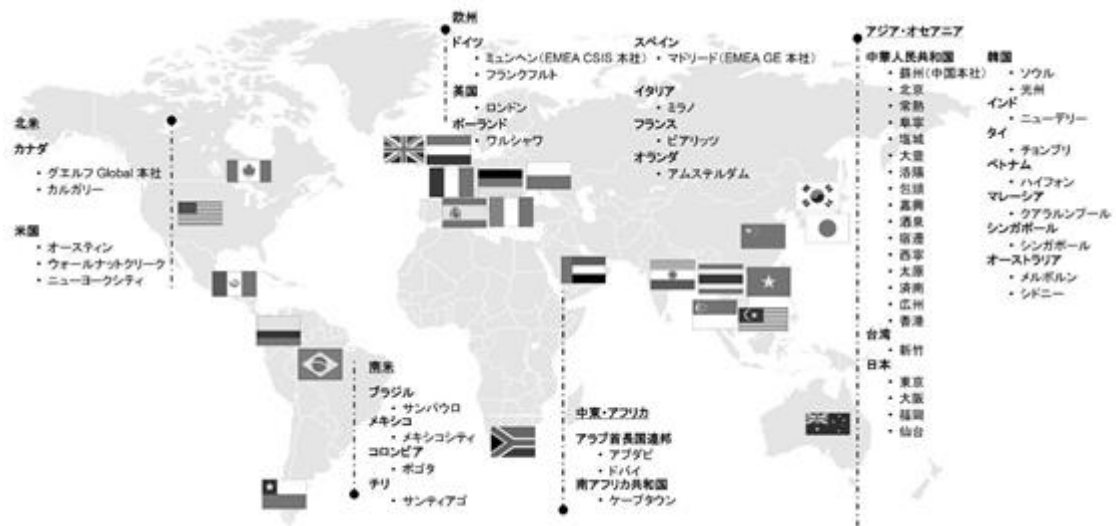 北米
カナダ
・ グエルフ Global 本社
・ カルガリー
米国
・ オースティン
・ ウォールナットクリーク
・ ニューヨークシティ
欧州
ドイツ
・ ミュンヘン（EMEA CSIS 本社）
・ フランクフルト
英国
・ ロンドン
ポーランド
・ ワルシャワ
スペイン
・ マドリード（EMEA GE 本社）
イタリア
・ ミラノ
フランス
・ ビアリッツ
オランダ
・ アムステルダム
南米
ブラジル
・ サンパウロ
メキシコ
・ メキシコシティ
コロンビア
・ ボゴタ
チリ
・ サンティアゴ
中東・アフリカ
アラブ首長国連邦
・ アブダビ
・ ドバイ
南アフリカ共和国
・ ケープタウン
アジア・オセアニア
中華人民共和国
・ 蘇州（中国本社）
・ 北京
・ 常熟
・ 阜寧
・ 塩城
・ 大豊
・ 洛陽
・ 包頭
・ 嘉興
・ 酒泉
・ 宿遷
・ 西寧
・ 太原
・ 済南
・ 広州
・ 香港
台湾
・ 新竹
日本
・ 東京
・ 大阪
・ 福岡
・ 仙台
韓国
・ ソウル
・ 光州
インド
・ ニューデリー
タイ
・ チョンブリ
ベトナム
・ ハイフォン
マレーシア
・ クアラルンプール
シンガポール
・ シンガポール
オーストラリア
・ メルボルン
・ シドニー